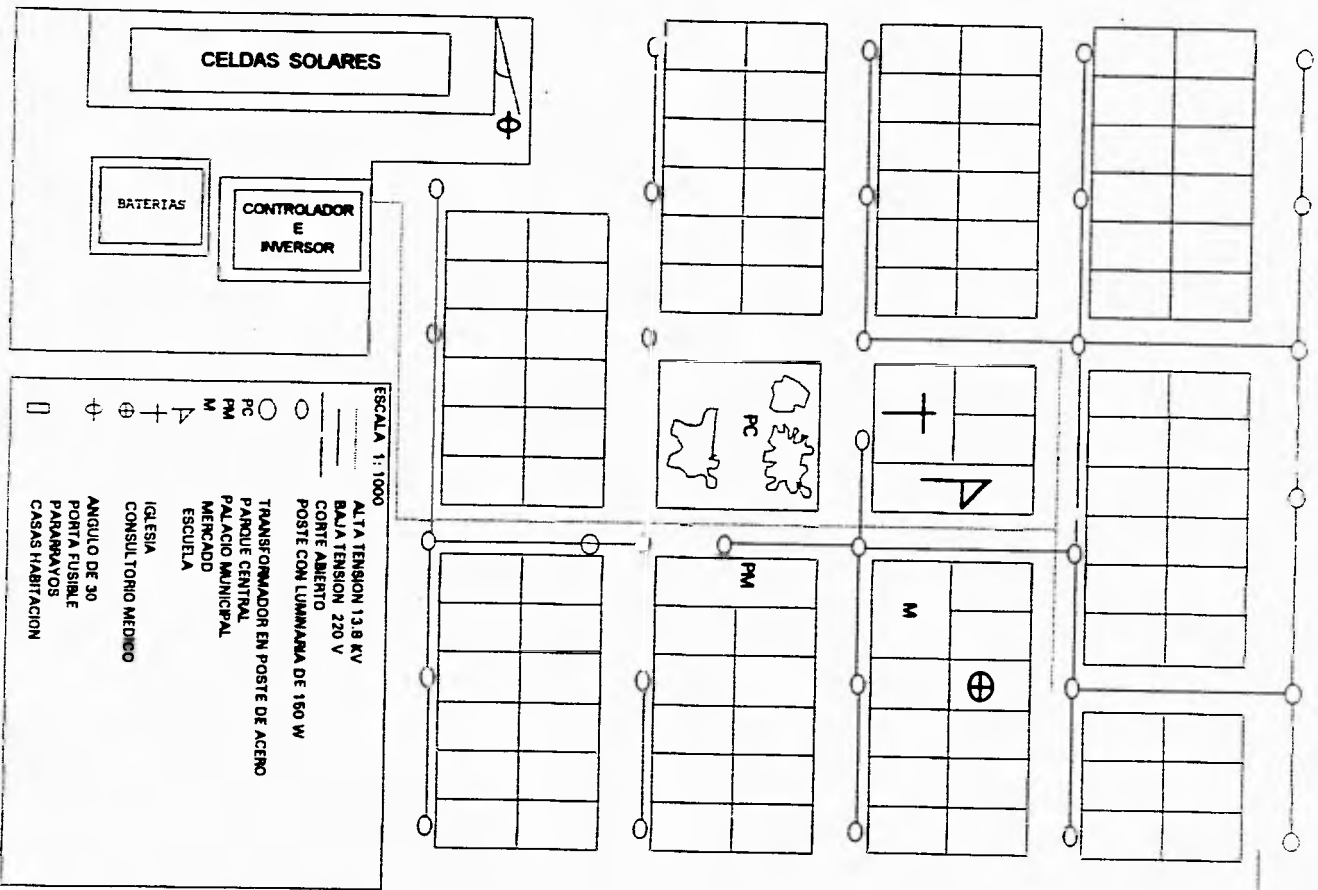 CELDAS SOLARES
BATERIAS
CONTROLADOR
E
INVERSOR
PC
PM
M
ESCALA 1:1000
ALTA TENSION 13.8 KV
BAJA TENSION 220 V
CORTE ABIERTO
POSTE CON LUMINARIA DE 150 W
TRANSFORMADOR EN POSTE DE ACERO
PC PARQUE CENTRAL
PM PALACIO MUNICIPAL
M MERCADO
ESCUELA
IGLESIA
CONSULTORIO MEDICO
ANGULO DE 30
PORTA FUSIBLE
PARARRAYOS
CASAS HABITACION